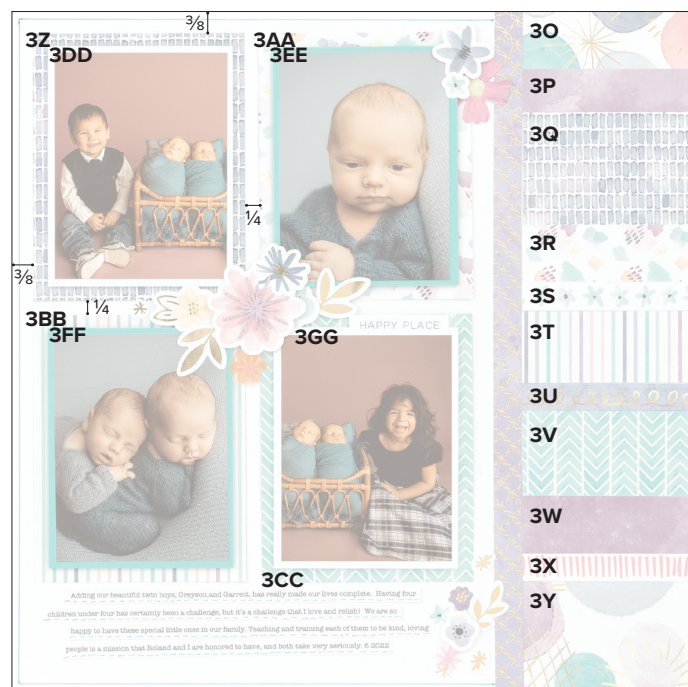 3/8
3Z
3DD
3AA
3EE
1/4
3/8
1/4
3BB
3FF
3GG
HAPPY PLACE
3CC
Adding our beautiful twin boys, Greyson and Garrett, has really made our lives complete. Having four
children under four has certainly been a challenge, but it's a challenge that I love and relish! We are so
happy to have these special little ones in our family. Teaching and training each of them to be kind, loving
people is a mission that Roland and I are honored to have, and both take very seriously. 6.2022
3O
3P
3Q
3R
3S
3T
3U
3V
3W
3X
3Y